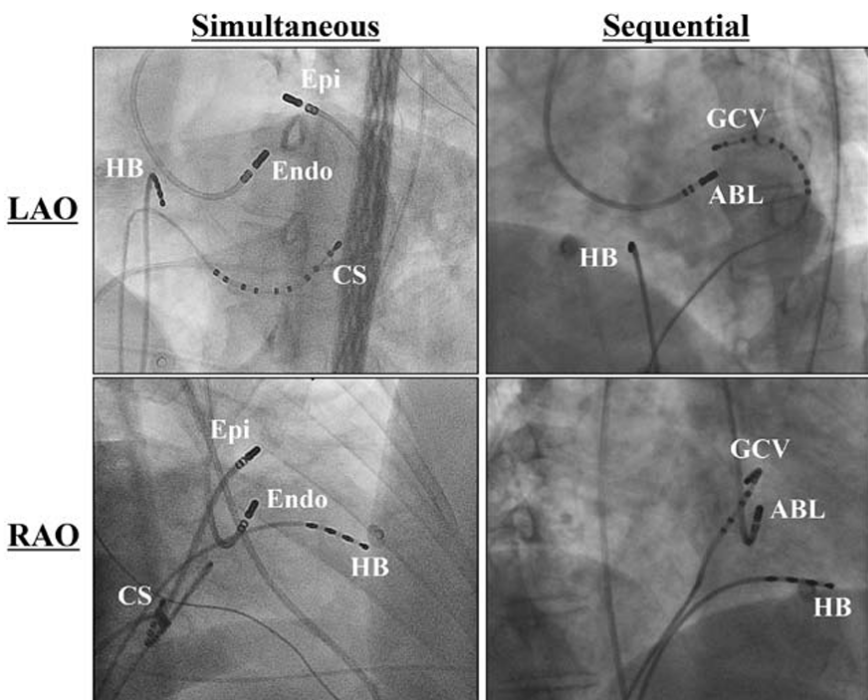 Simultaneous
Sequential
LAO
Epi
HB
Endo
CS
GCV
ABL
HB
RAO
Epi
Endo
HB
CS
GCV
ABL
HB